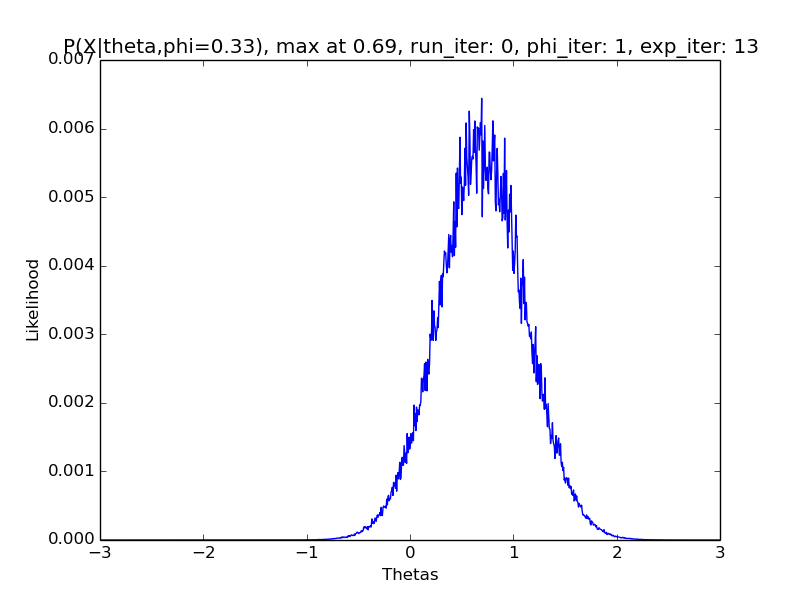 P(X|theta,phi=0.33), max at 0.69, run_iter: 0, phi_iter: 1, exp_iter: 13
0.007
0.006
0.005
0.004
0.003
0.002
0.001
0.000
Likelihood
−3 −2 −1 0 1 2 3
Thetas